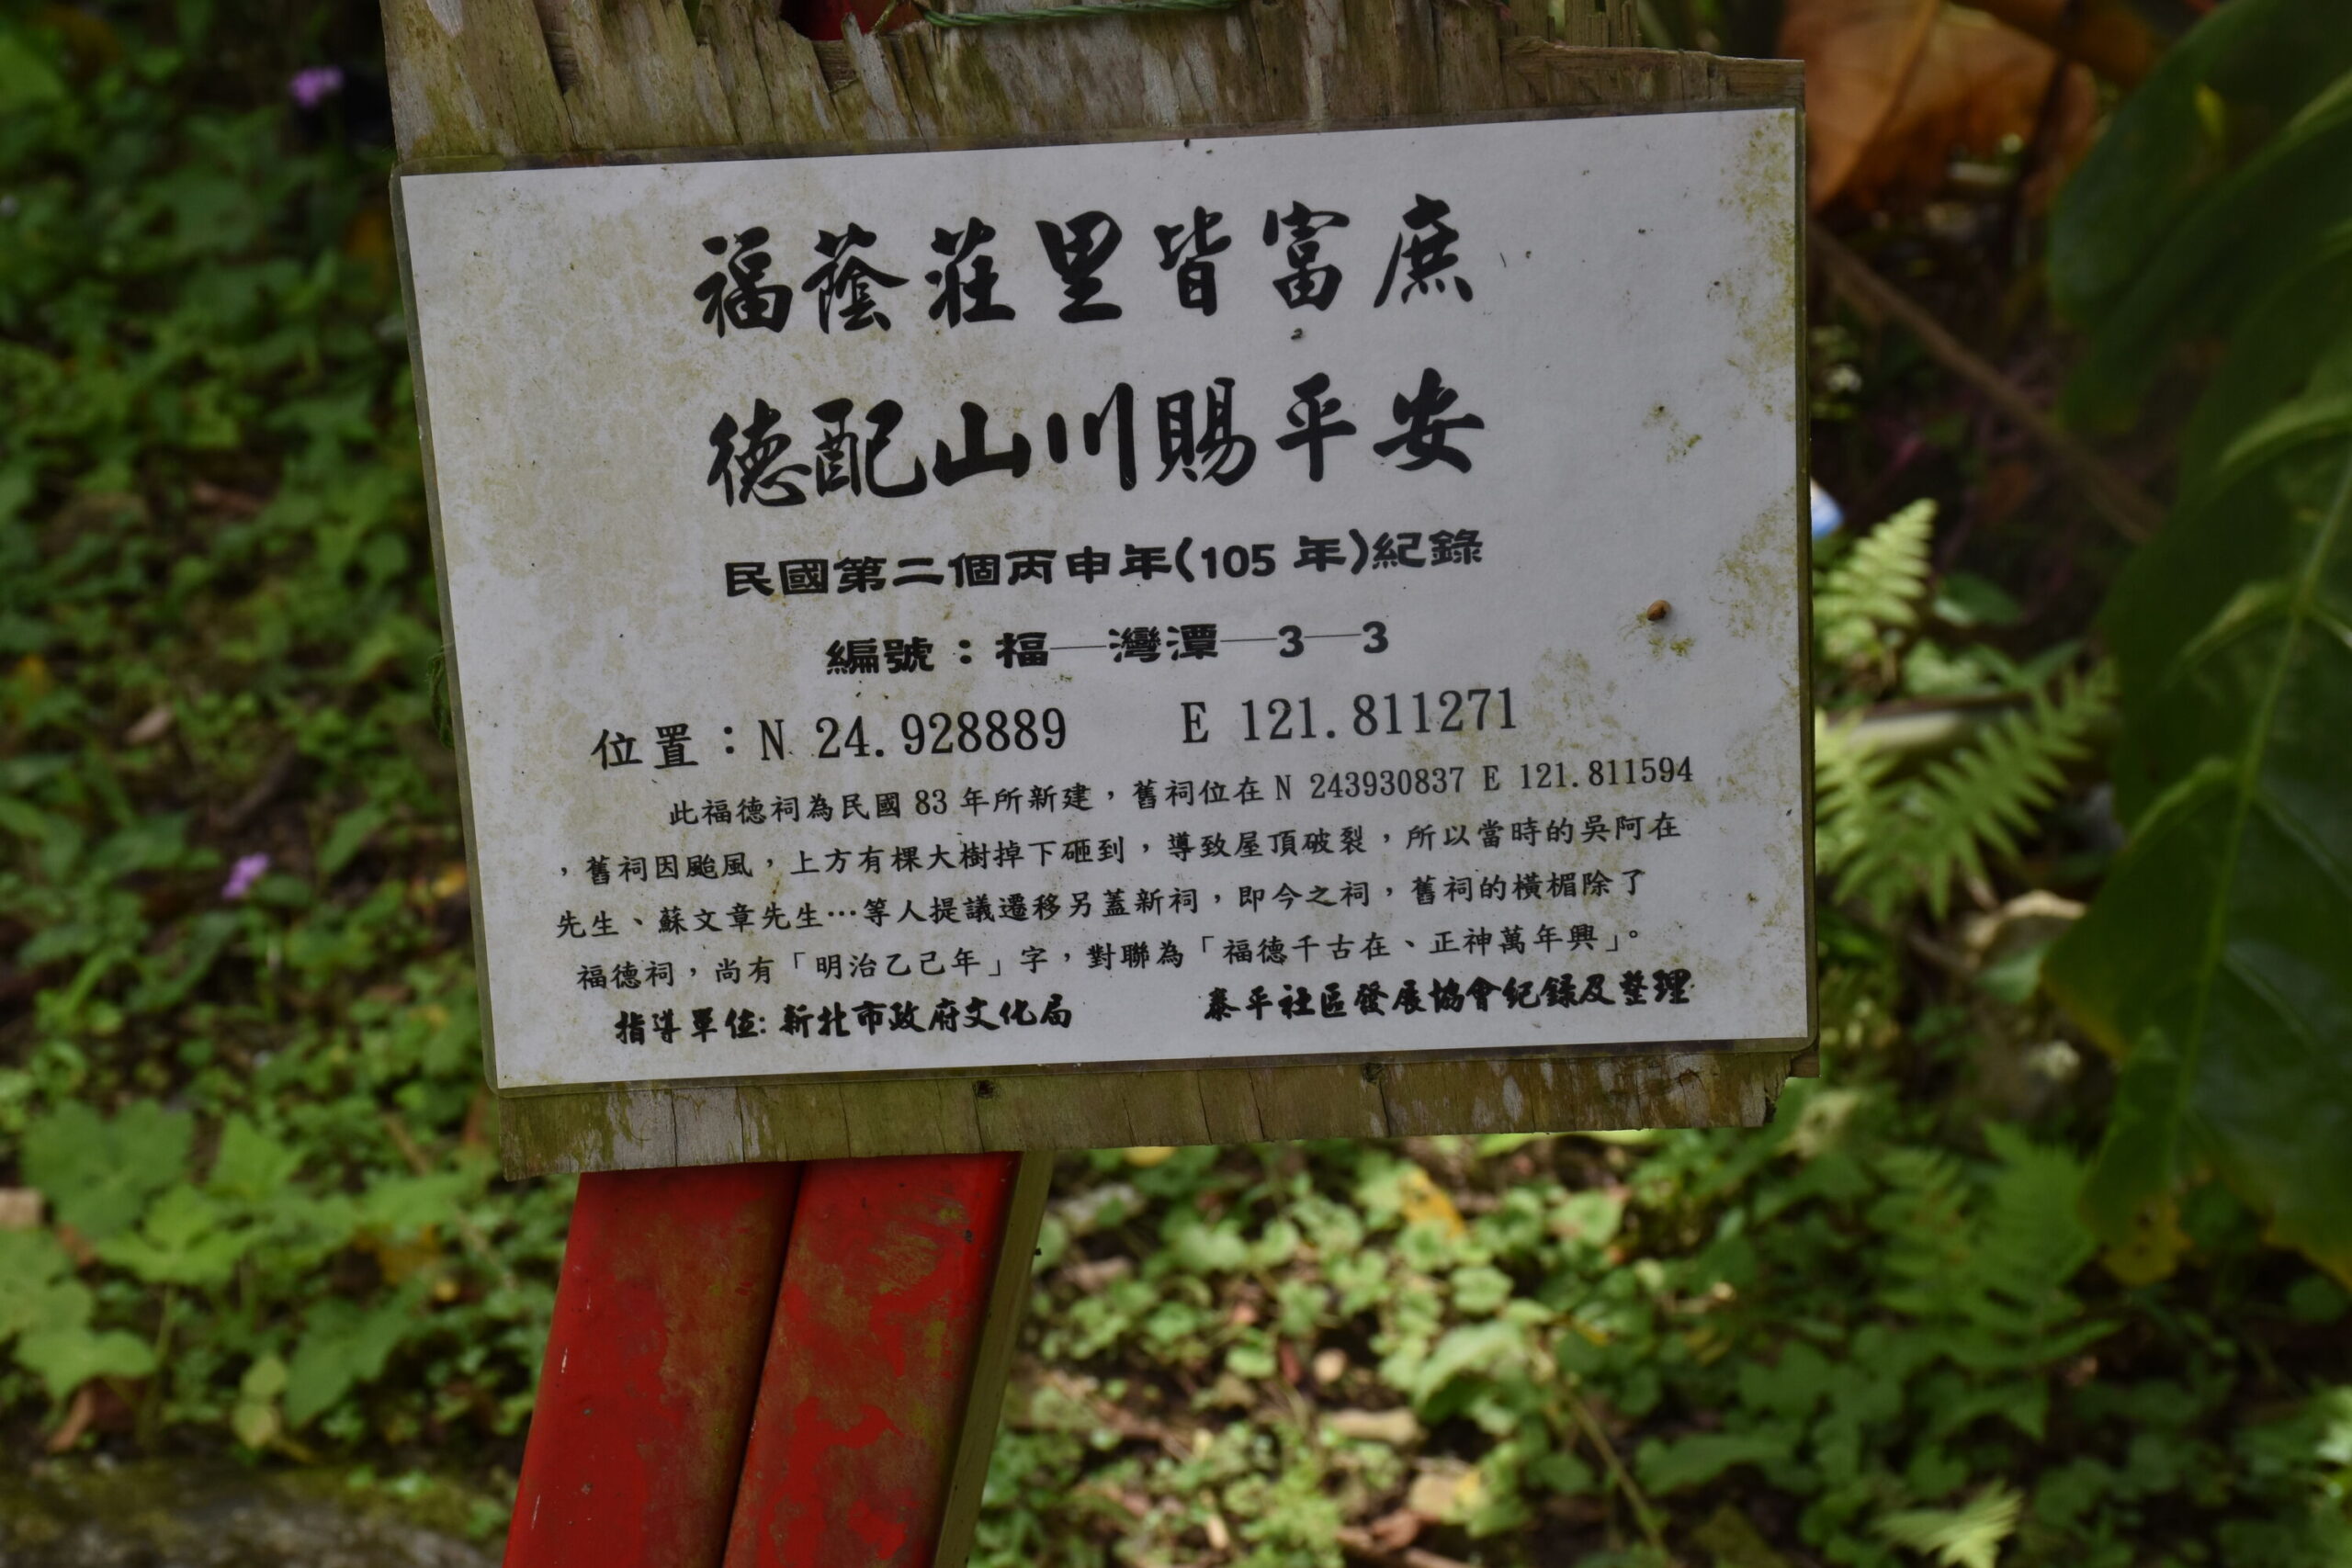 福蔭莊里皆富庶
德配山川賜平安
民國第二個丙申年(105 年)紀錄
編號：福—灣潭—3—3
位置：N 24.928889 E 121.811271
此福德祠為民國 83 年所新建，舊祠位在 N 243930837 E 121.811594
，舊祠因颱風，上方有棵大樹掉下砸到，導致屋頂破裂，所以當時的吳阿在
先生、蘇文章先生…等人提議遷移另蓋新祠，即今之祠，舊祠的橫楣除了
福德祠，尚有「明治乙己年」字，對聯為「福德千古在、正神萬年興」。
指導單位: 新北市政府文化局 泰平社區發展協會紀錄及整理